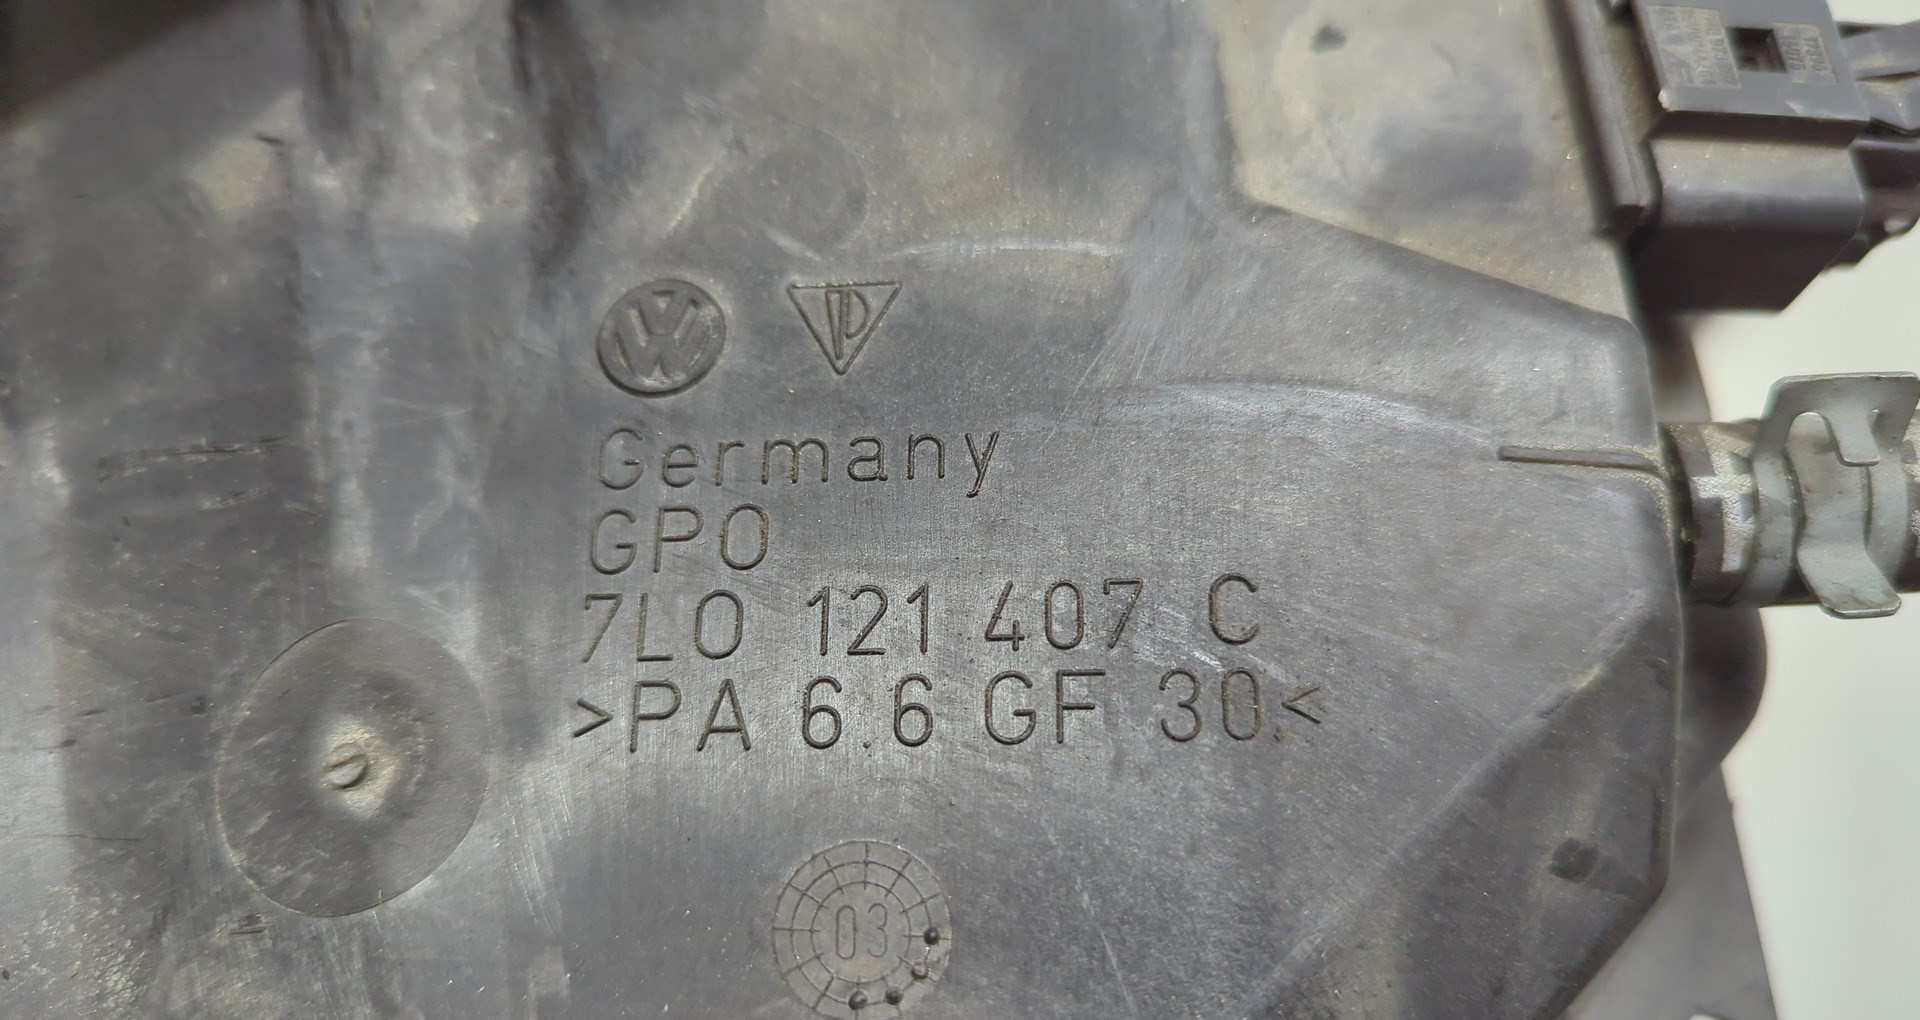 Germany
GPO
7L0 121 407 C
>PA 6.6 GF 30<
03